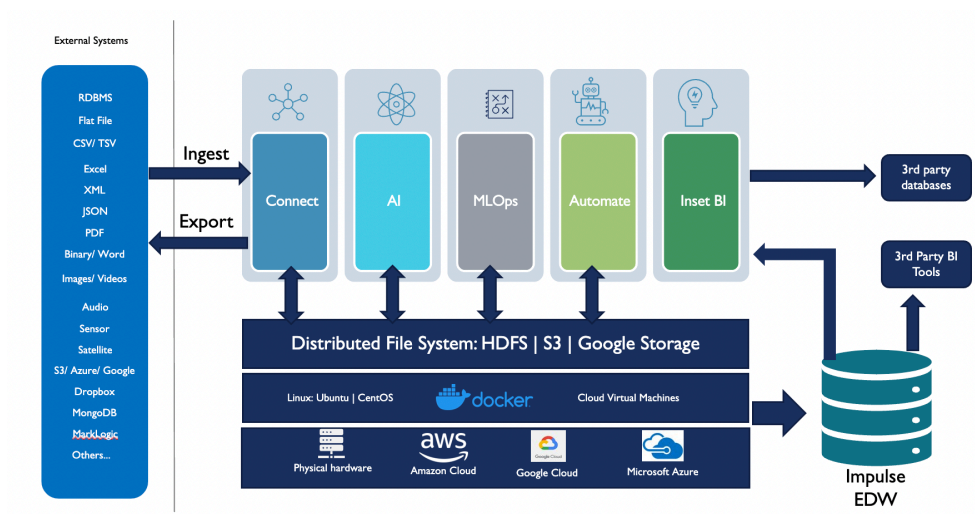 External Systems
RDBMS
Flat File
CSV/ TSV
Excel
XML
JSON
PDF
Binary/ Word
Images/ Videos
Audio
Sensor
Satellite
S3/ Azure/ Google
Dropbox
MongoDB
MarkLogic
Others...
Ingest
Export
Connect
AI
MLOps
Automate
Inset BI
3rd party
databases
3rd Party BI
Tools
Distributed File System: HDFS | S3 | Google Storage
Linux: Ubuntu | CentOS
docker
Cloud Virtual Machines
Physical hardware
aws
Amazon Cloud
Google Cloud
Google Cloud
Microsoft Azure
Impulse
EDW